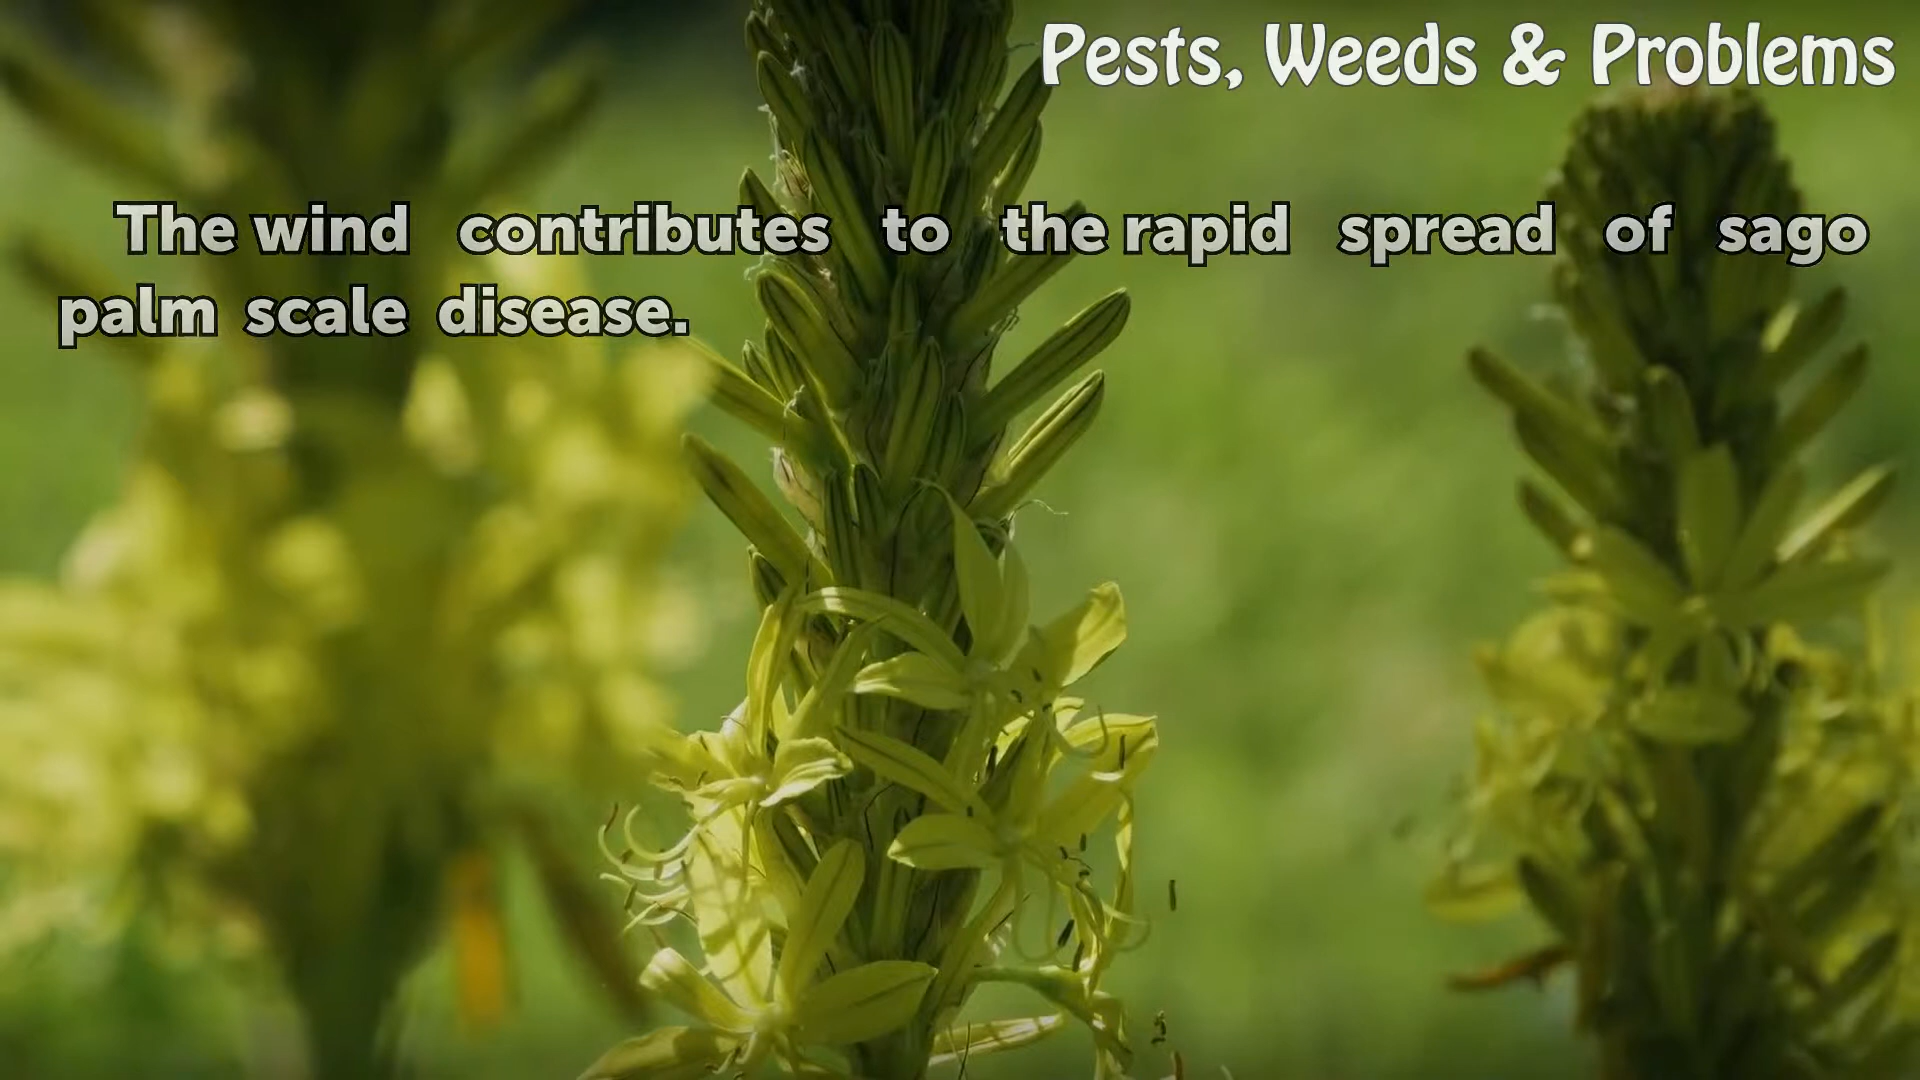 Pests, Weeds & Problems
The wind contributes to the rapid spread of sago
palm scale disease.